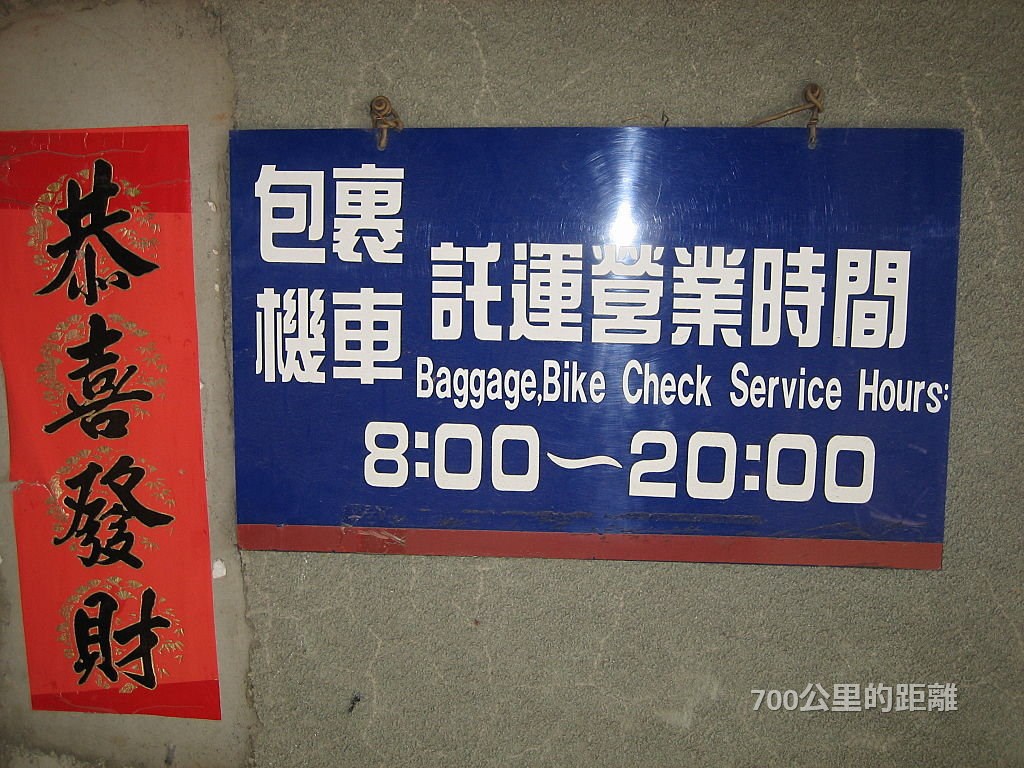 恭喜發財
包裹
機車
託運營業時間
Baggage,Bike Check Service Hours:
8:00～20:00
700公里的距離